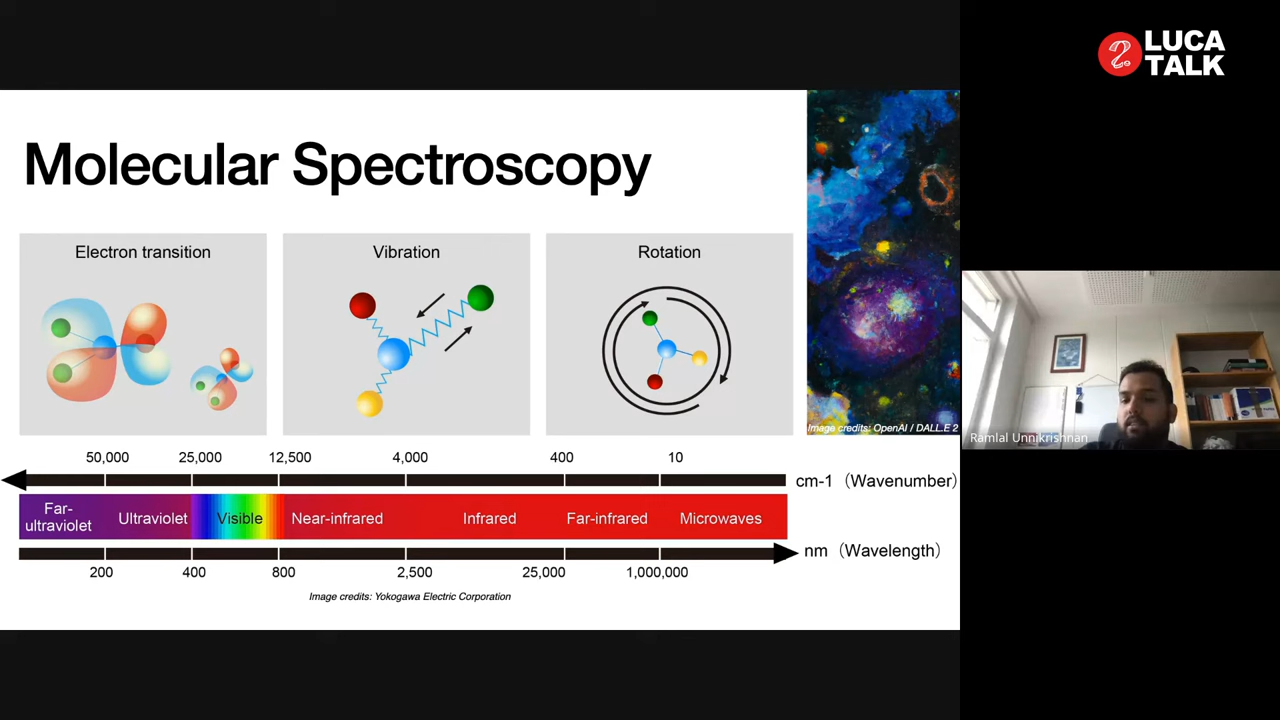 LUCA
TALK
Molecular Spectroscopy
Electron transition
Vibration
Rotation
Image credits: OpenAI / DALL.E 2
50,000 25,000 12,500 4,000 400 10
cm-1（Wavenumber）
Far-
ultraviolet
Ultraviolet
Visible
Near-infrared
Infrared
Far-infrared
Microwaves
nm（Wavelength）
200 400 800 2,500 25,000 1,000,000
Image credits: Yokogawa Electric Corporation
Ramlal Unnikrishnan